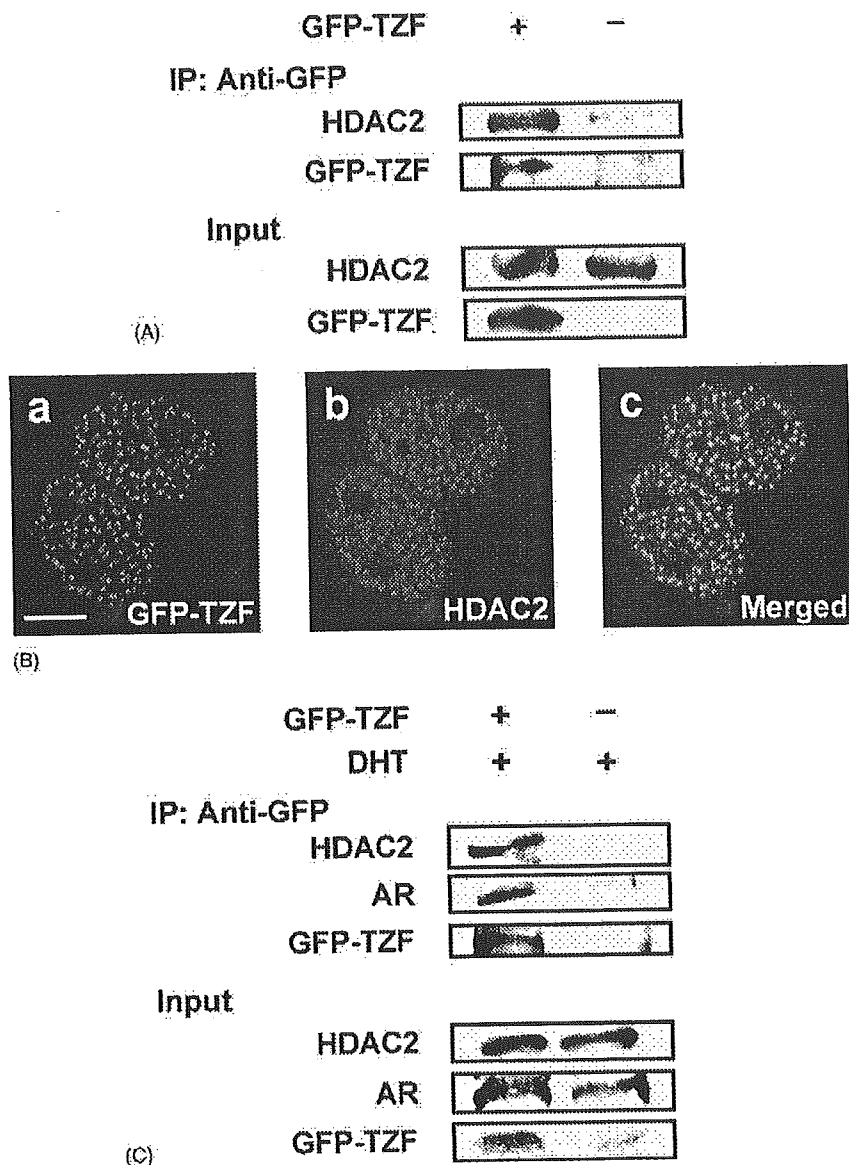 GFP-TZF + −
IP: Anti-GFP
HDAC2
GFP-TZF
Input
HDAC2
GFP-TZF
(A)
a b c
GFP-TZF HDAC2 Merged
(B)
GFP-TZF + −
DHT + +
IP: Anti-GFP
HDAC2
AR
GFP-TZF
Input
HDAC2
AR
GFP-TZF
(C)